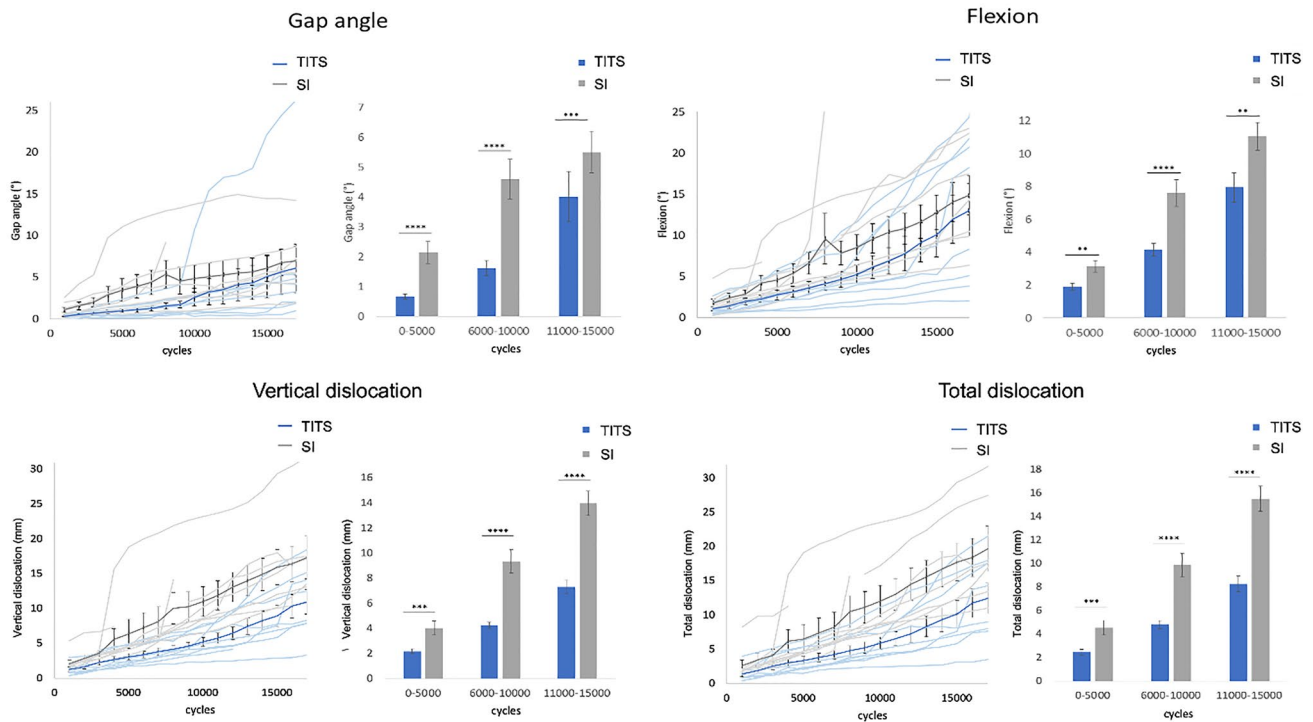 Gap angle
TITS
SI
25
20
15
10
5
0
Gap angle (°)
5000
10000
15000
cycles
TITS
SI
7
6
5
4
3
2
1
0
Gap angle (°)
****
****
***
0-5000
6000-10000
11000-15000
cycles
Flexion
TITS
SI
25
20
15
10
5
0
Flexion (°)
0
5000
10000
15000
cycles
TITS
SI
12
10
8
6
4
2
0
Flexion (°)
**
****
**
0-5000
6000-10000
11000-15000
cycles
Vertical dislocation
TITS
SI
30
25
20
15
10
5
0
Vertical dislocation (mm)
0
5000
10000
15000
cycles
TITS
SI
16
14
12
10
8
6
4
2
0
Vertical dislocation (mm)
\
***
****
****
0-5000
6000-10000
11000-15000
cycles
Total dislocation
TITS
SI
30
25
20
15
10
5
0
Total dislocation (mm)
0
5000
10000
15000
cycles
TITS
SI
18
16
14
12
10
8
6
4
2
0
Total dislocation (mm)
***
****
****
0-5000
6000-10000
11000-15000
cycles